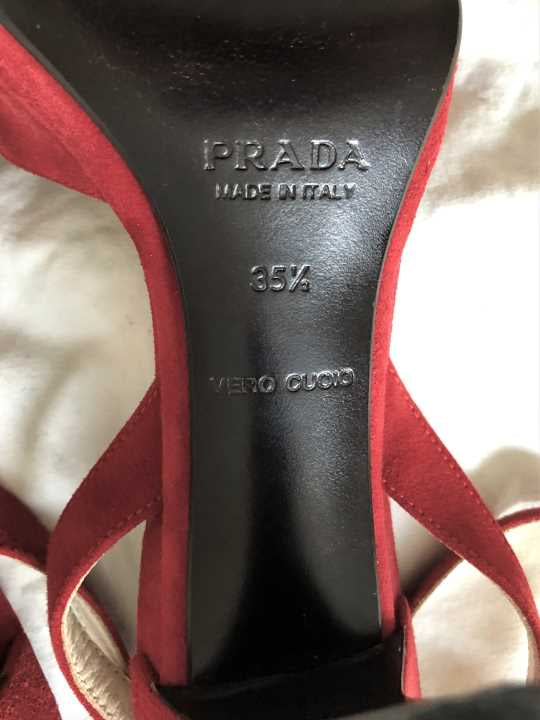 PRADA
MADE IN ITALY
35½
VERO CUOIO